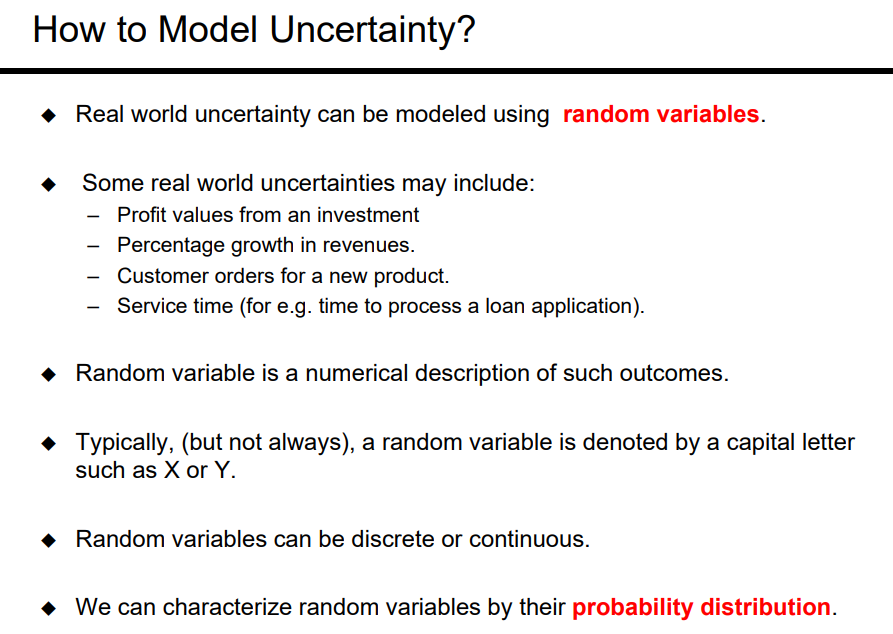 How to Model Uncertainty?
◆ Real world uncertainty can be modeled using random variables.
◆ Some real world uncertainties may include:
– Profit values from an investment
– Percentage growth in revenues.
– Customer orders for a new product.
– Service time (for e.g. time to process a loan application).
◆ Random variable is a numerical description of such outcomes.
◆ Typically, (but not always), a random variable is denoted by a capital letter
such as X or Y.
◆ Random variables can be discrete or continuous.
◆ We can characterize random variables by their probability distribution.